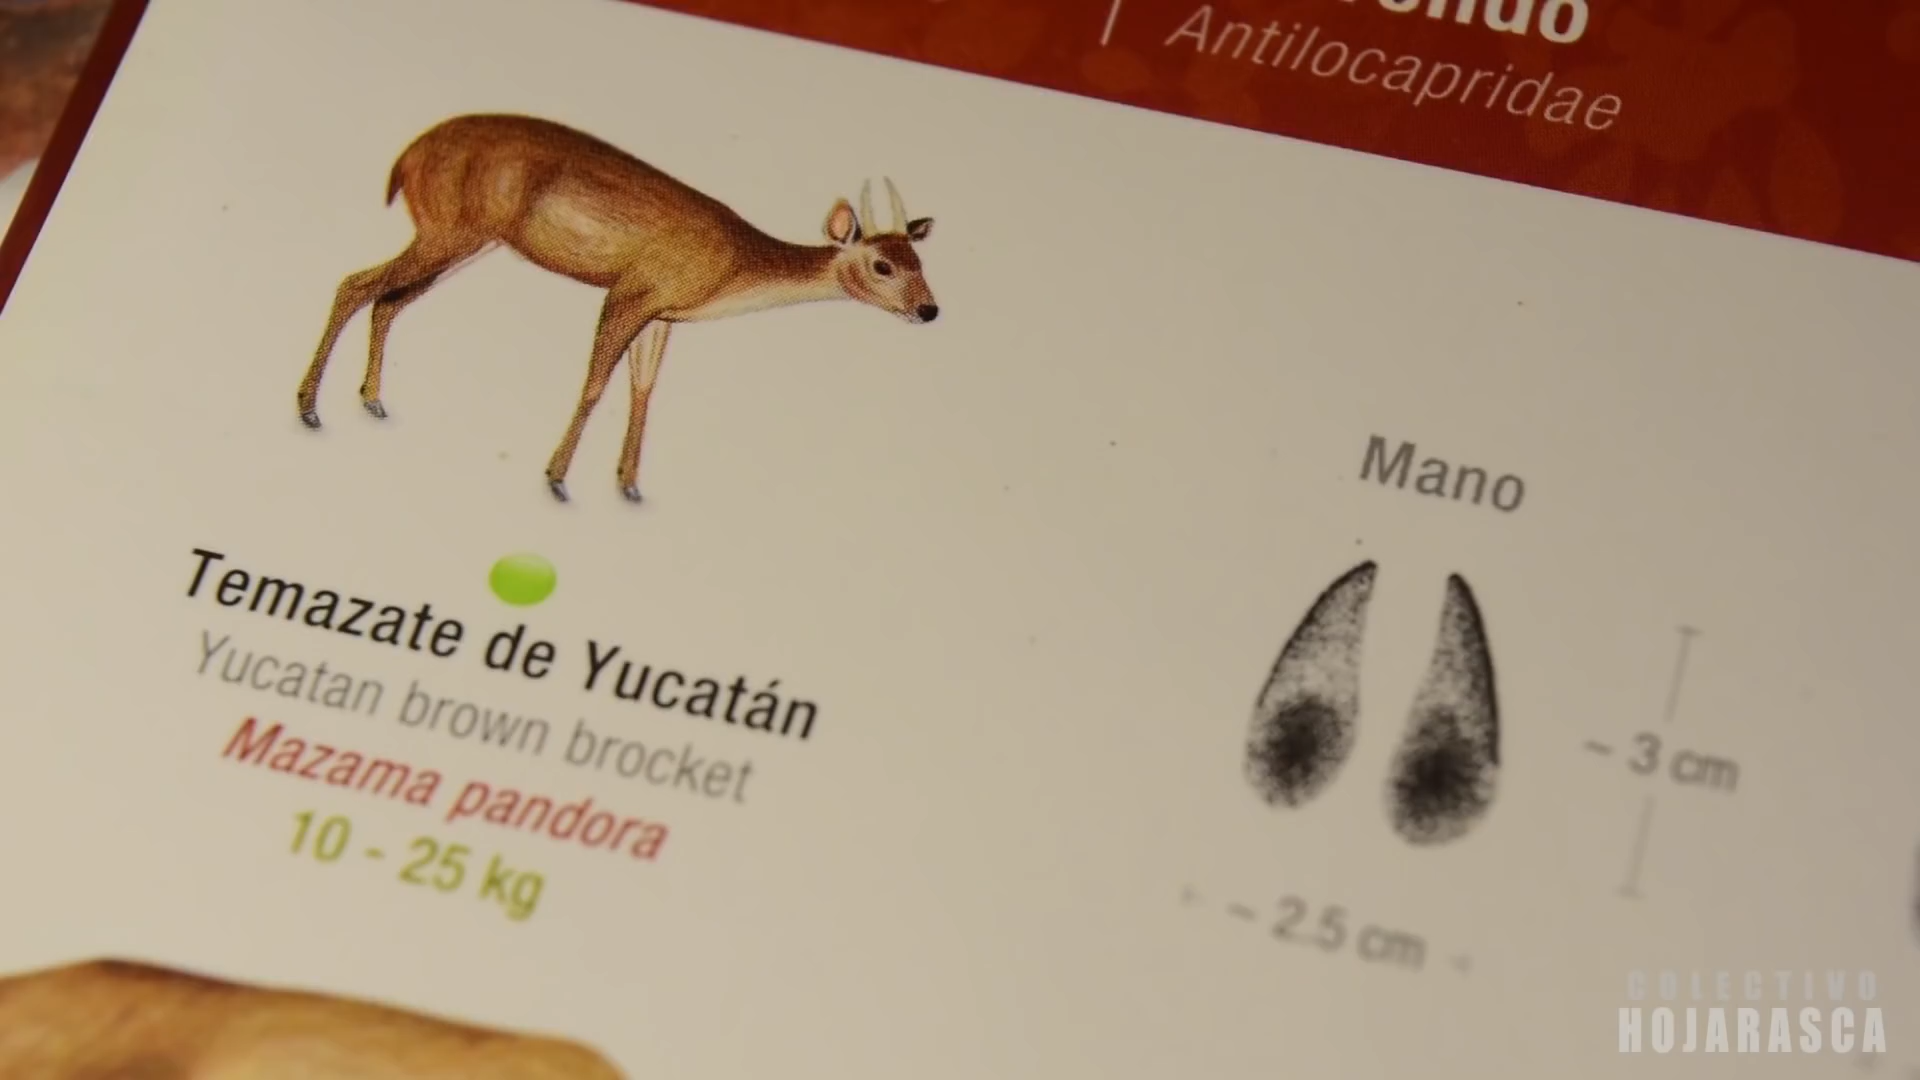 Antilocapridae
Temazate de Yucatán
Yucatan brown brocket
Mazama pandora
10 - 25 kg
Mano
~ 3 cm
~ 2.5 cm
COLECTIVO
HOJARASCA